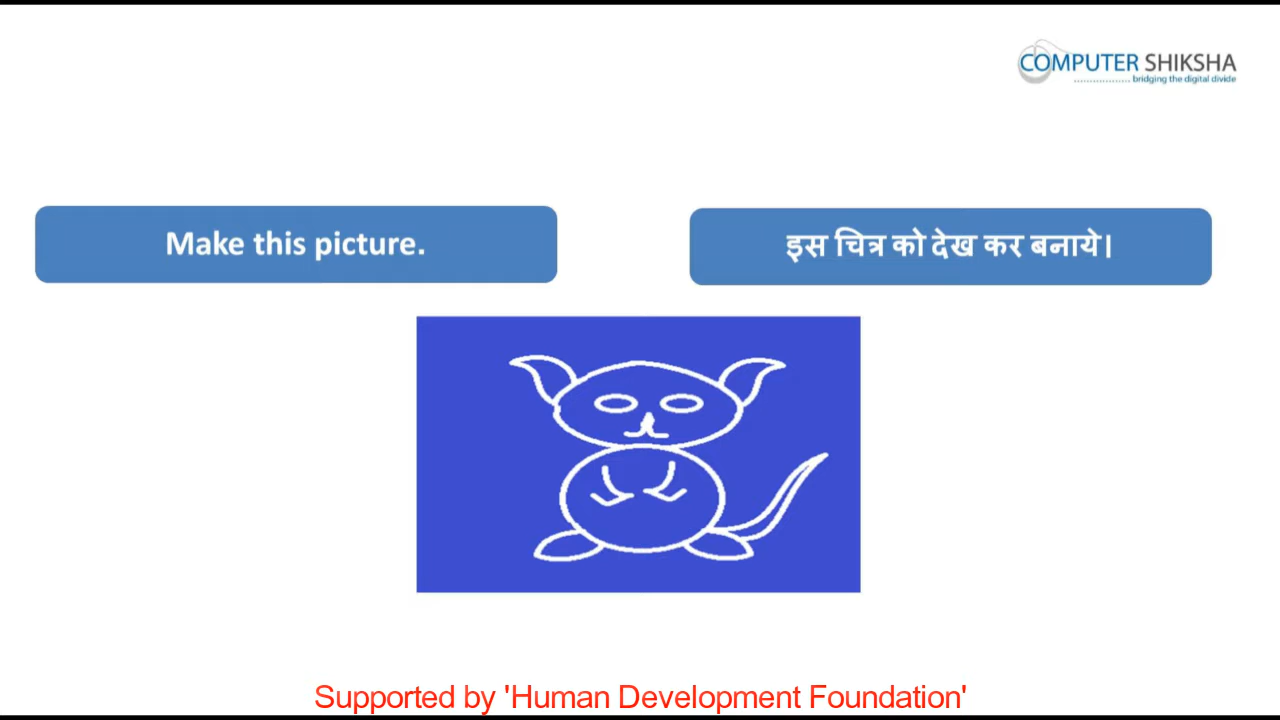 COMPUTER SHIKSHA
bridging the digital divide
Make this picture.
इस चित्र को देख कर बनाये।
Supported by 'Human Development Foundation'